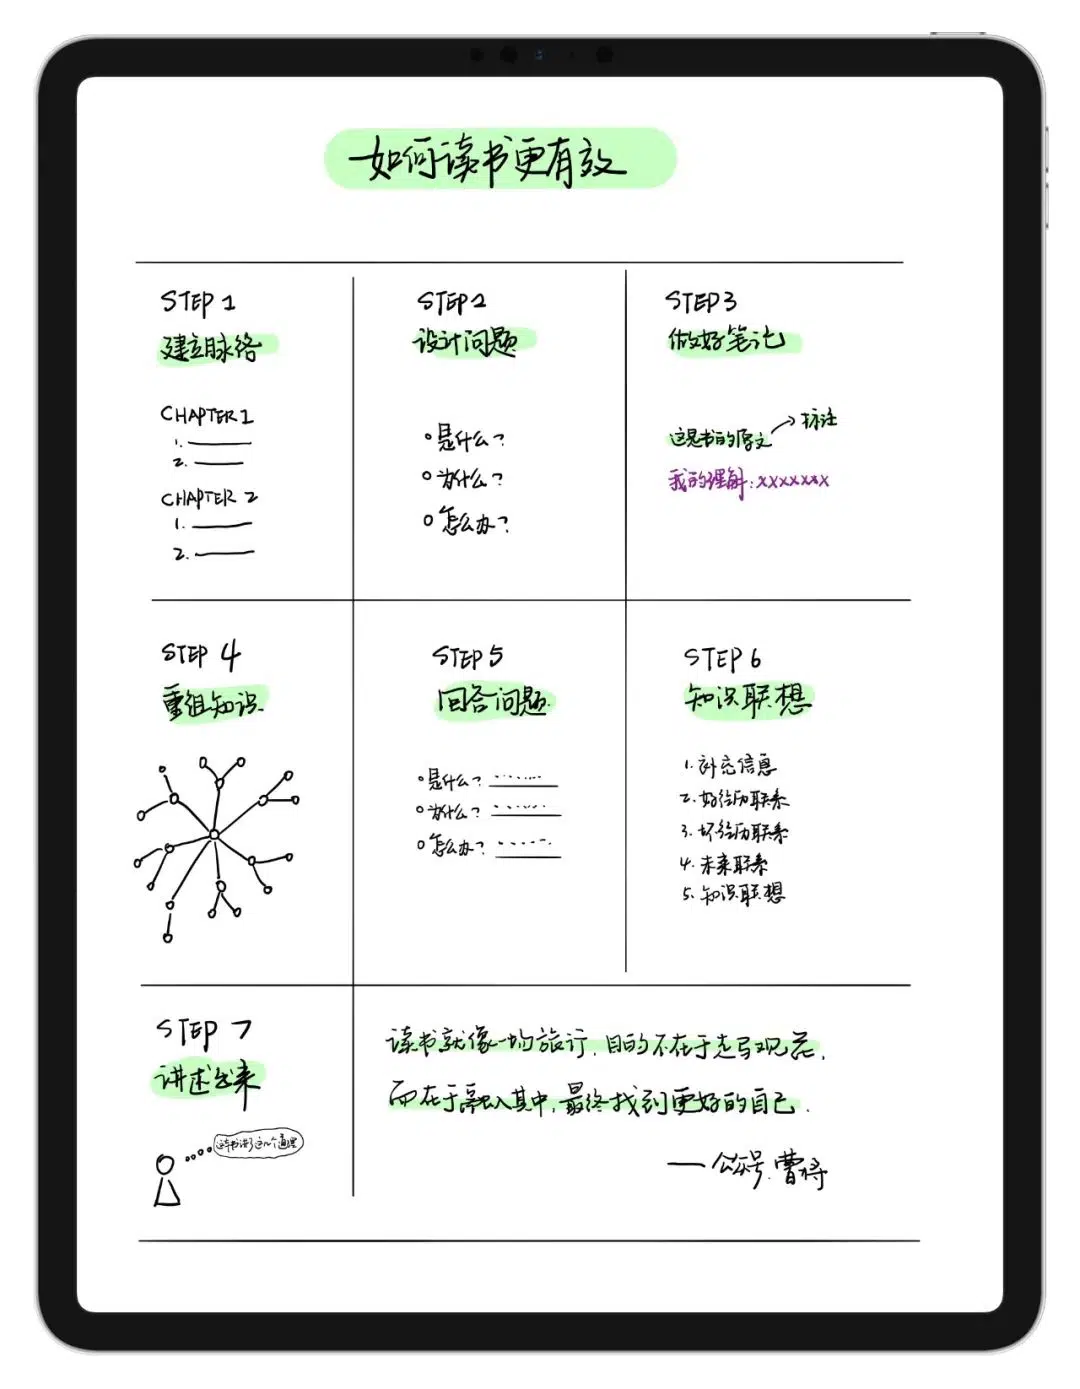 如何读书更有效
STEP 1
建立脉络
CHAPTER 1
1.
2.
CHAPTER 2
1.
2.
STEP 2
设计问题
是什么?
为什么?
怎么办?
STEP 3
做好笔记
这是书的原文
标注
我的理解:xxxxxxx
STEP 4
重组知识
STEP 5
回答问题
是什么?
为什么?
怎么办?
STEP 6
知识联想
1.补充信息
2.好经历联系
3.坏经历联系
4.未来联系
5.知识联想
STEP 7
讲述出来
这本书讲了这几个道理
读书就像一场旅行,目的不在于走马观花,
而在于融入其中,最终找到更好的自己.
——公众号:曹将